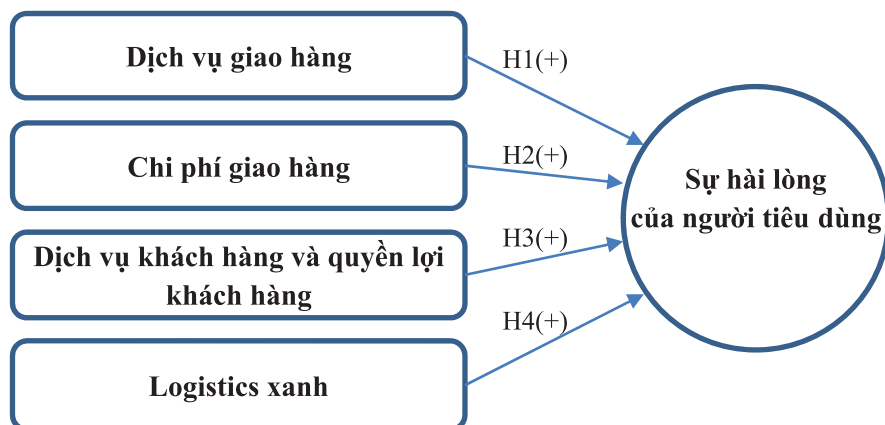 Dịch vụ giao hàng
H1(+)
Chi phí giao hàng
H2(+)
Dịch vụ khách hàng và quyền lợi
khách hàng
H3(+)
Logistics xanh
H4(+)
Sự hài lòng
của người tiêu dùng